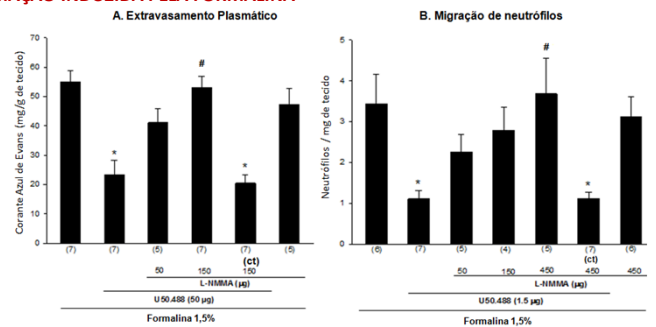 A. Extravasamento Plasmático
Corante Azul de Evans (mg/g de tecido)
70
60
50
40
30
20
10
0
*
#
*
(7) (7) (5) (7) (7) (5)
(ct)
50 150 150
L-NMMA (µg)
U50.488 (50 µg)
Formalina 1,5%
B. Migração de neutrófilos
Neutrófilos / mg de tecido
5
4
3
2
1
0
*
#
*
(6) (7) (5) (4) (5) (7) (6)
(ct)
50 150 450 450 450
L-NMMA (µg)
U50.488 (1.5 µg)
Formalina 1,5%